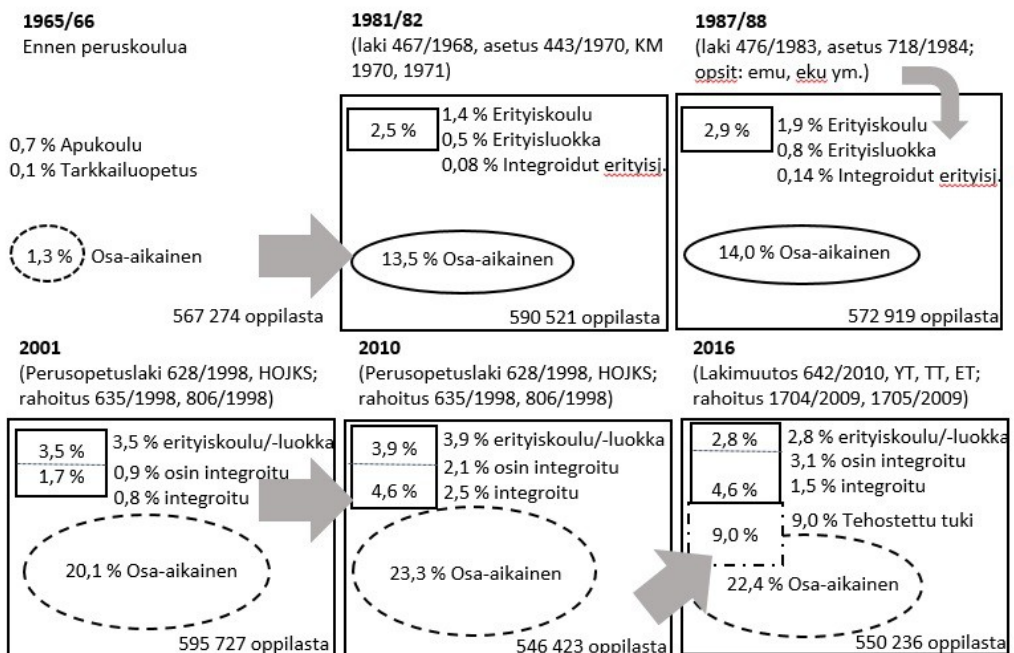 1965/66
Ennen peruskoulua
0,7 % Apukoulu
0,1 % Tarkkailuopetus
1,3 %
Osa-aikainen
567 274 oppilasta
1981/82
(laki 467/1968, asetus 443/1970, KM
1970, 1971)
2,5 %
1,4 % Erityiskoulu
0,5 % Erityisluokka
0,08 % Integroidut erityisj.
13,5 % Osa-aikainen
590 521 oppilasta
1987/88
(laki 476/1983, asetus 718/1984;
opsit: emu, eku ym.)
2,9 %
1,9 % Erityiskoulu
0,8 % Erityisluokka
0,14 % Integroidut erityisj.
14,0 % Osa-aikainen
572 919 oppilasta
2001
(Perusopetuslaki 628/1998, HOJKS;
rahoitus 635/1998, 806/1998)
3,5 %
1,7 %
3,5 % erityiskoulu/-luokka
0,9 % osin integroitu
0,8 % integroitu
20,1 % Osa-aikainen
595 727 oppilasta
2010
(Perusopetuslaki 628/1998, HOJKS;
rahoitus 635/1998, 806/1998)
3,9 %
4,6 %
3,9 % erityiskoulu/-luokka
2,1 % osin integroitu
2,5 % integroitu
23,3 % Osa-aikainen
546 423 oppilasta
2016
(Lakimuutos 642/2010, YT, TT, ET;
rahoitus 1704/2009, 1705/2009)
2,8 %
4,6 %
9,0 %
2,8 % erityiskoulu/-luokka
3,1 % osin integroitu
1,5 % integroitu
9,0 % Tehostettu tuki
22,4 % Osa-aikainen
550 236 oppilasta